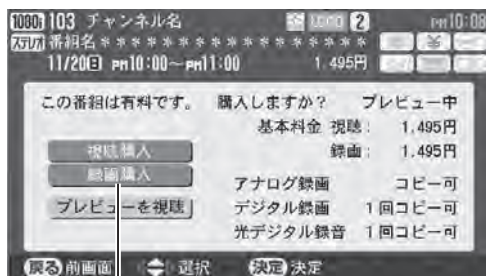 1080i 103 チャンネル名 2 PM10:08
ステレオ 番組名＊＊＊＊＊＊＊＊＊＊＊＊＊＊ ¥
11/20日 PM10:00～PM11:00 1,495円
この番組は有料です。 購入しますか？ プレビュー中
基本料金 視聴： 1,495円
録画： 1,495円
視聴購入
録画購入
プレビューを視聴
アナログ録画 コピー可
デジタル録画 1回コピー可
光デジタル録音 1回コピー可
戻る 前画面 選択 決定 決定